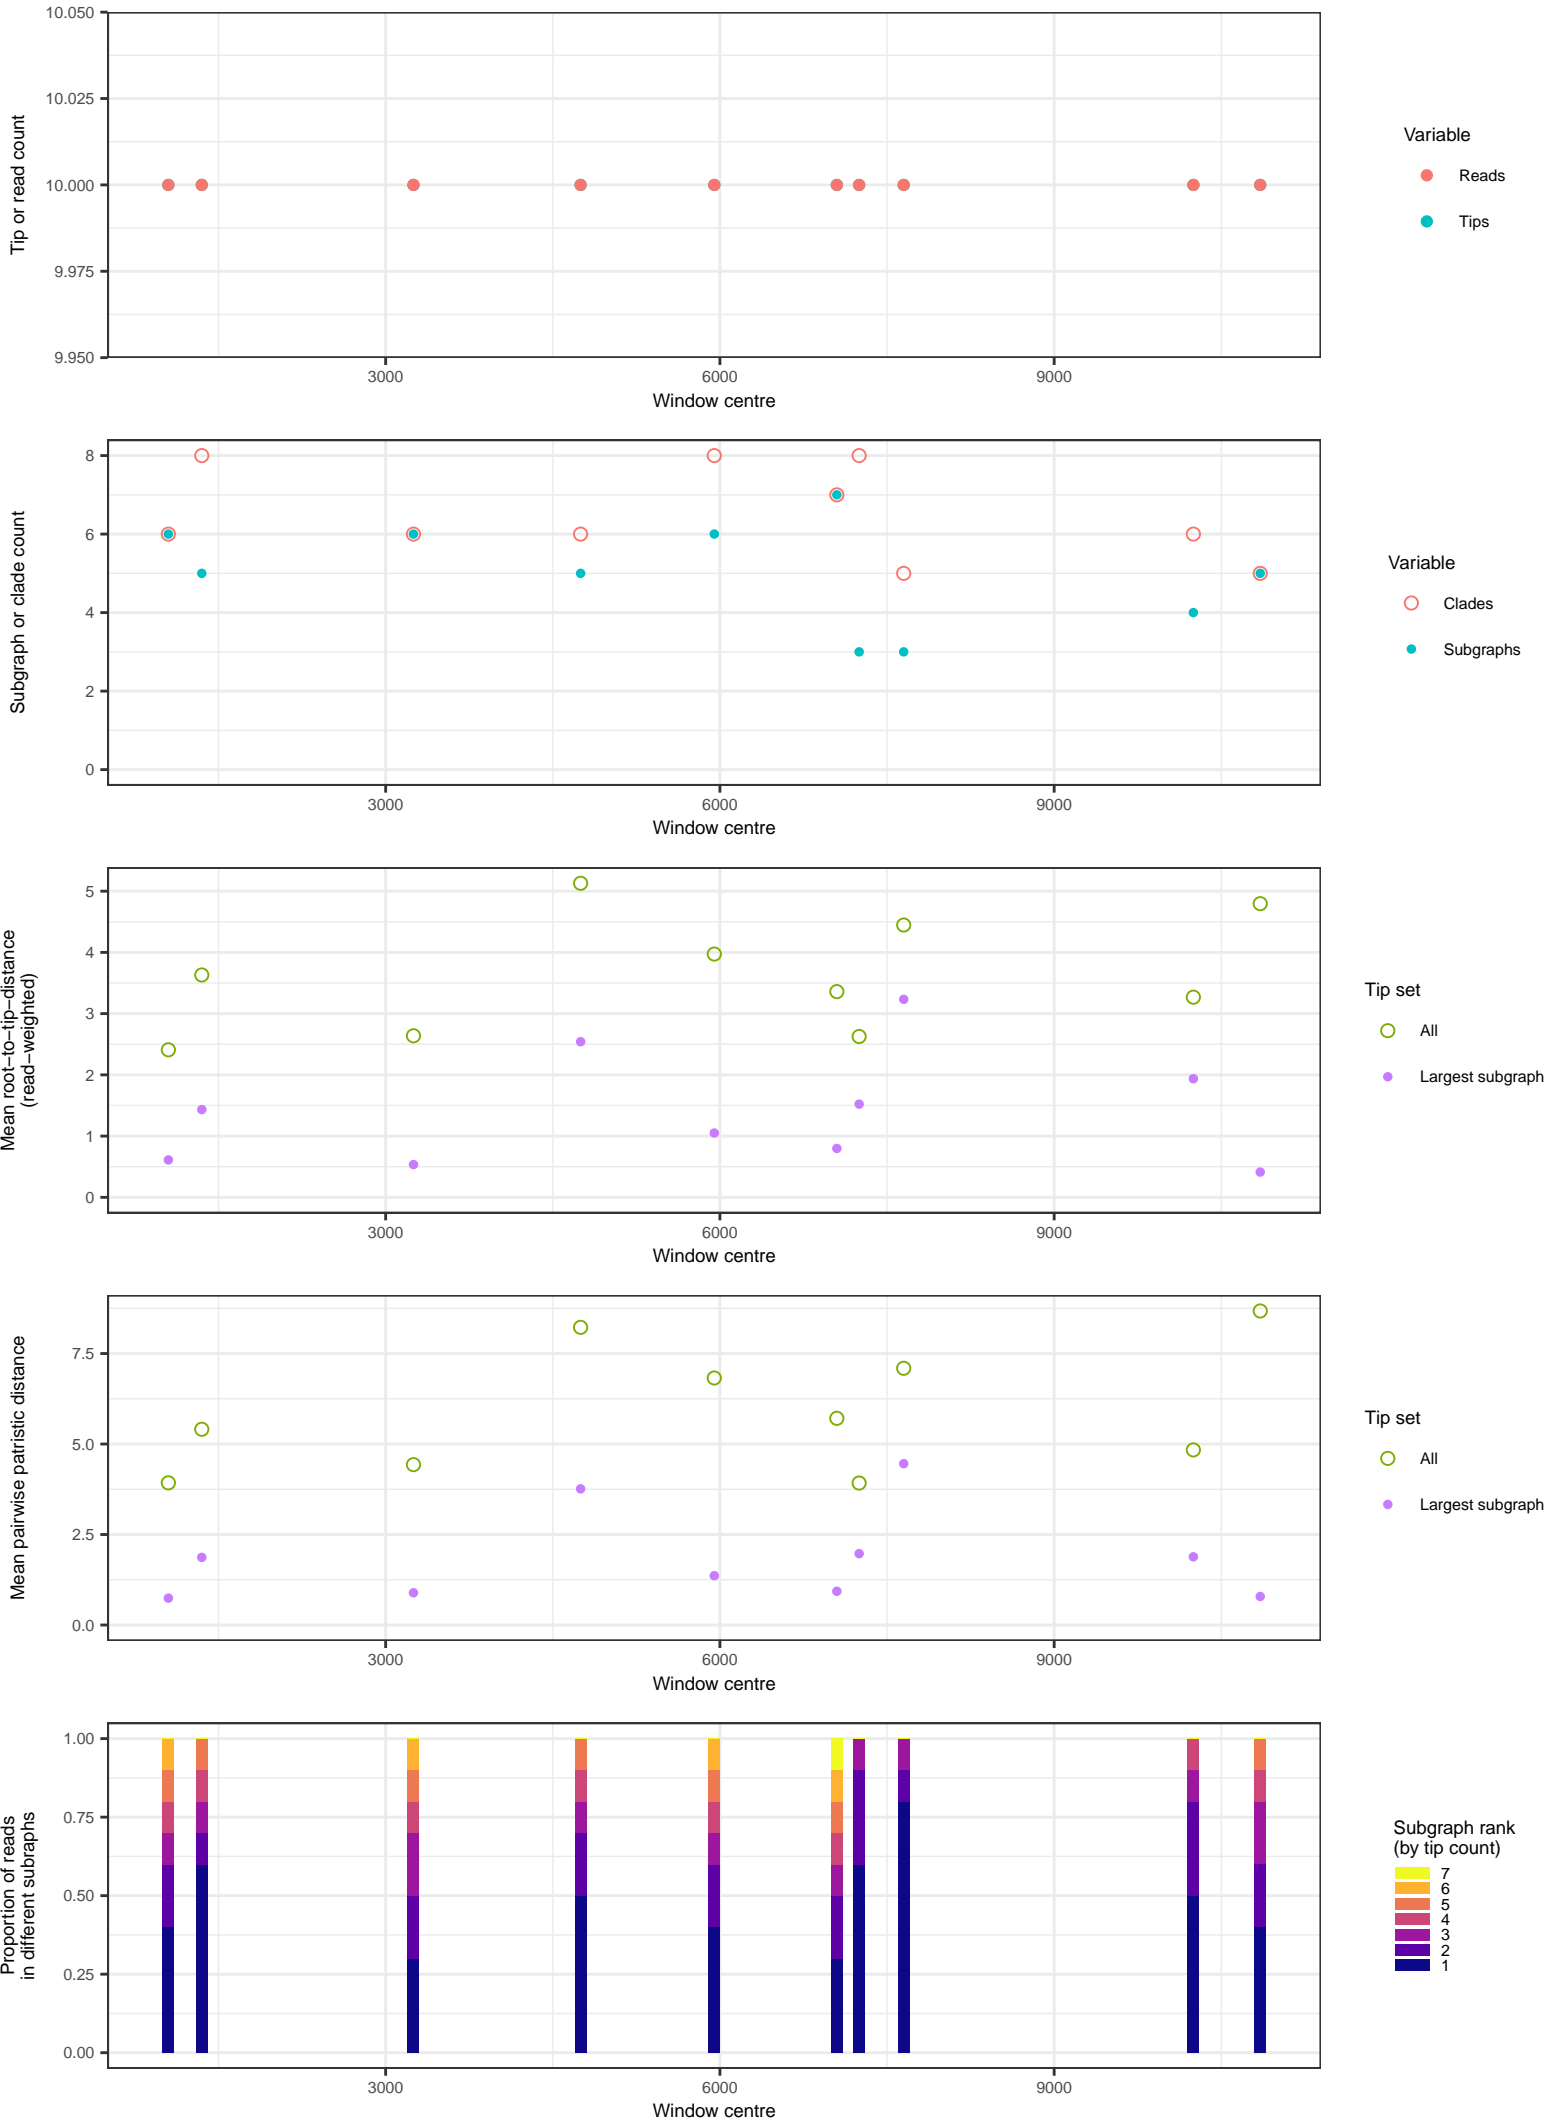 10.050
10.025
10.000
9.975
9.950
Tip or read count
3000
6000
9000
Window centre
Variable
Reads
Tips
8
6
4
2
0
Subgraph or clade count
3000
6000
9000
Window centre
Variable
Clades
Subgraphs
5
4
3
2
1
0
Mean root−to−tip−distance
(read−weighted)
3000
6000
9000
Window centre
Tip set
All
Largest subgraph
7.5
5.0
2.5
0.0
Mean pairwise patristic distance
3000
6000
9000
Window centre
Tip set
All
Largest subgraph
1.00
0.75
0.50
0.25
0.00
Proportion of reads
in different subraphs
3000
6000
9000
Window centre
Subgraph rank
(by tip count)
7
6
5
4
3
2
1